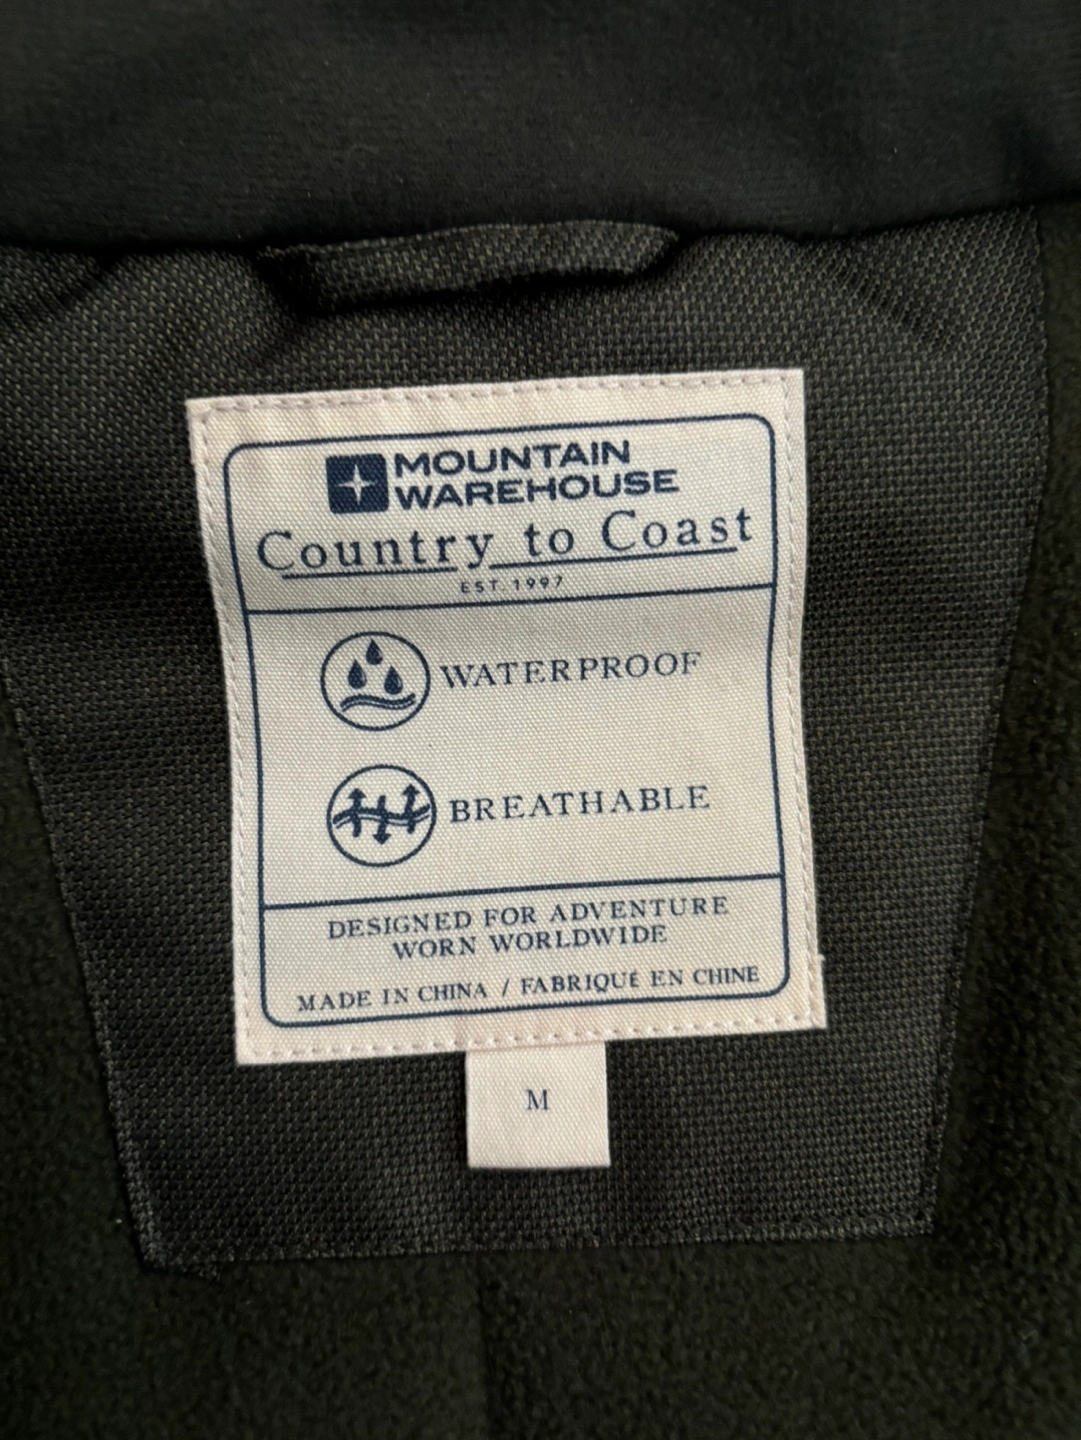 MOUNTAIN
WAREHOUSE
Country to Coast
EST. 1997
WATERPROOF
BREATHABLE
DESIGNED FOR ADVENTURE
WORN WORLDWIDE
MADE IN CHINA / FABRIQUÉ EN CHINE
M